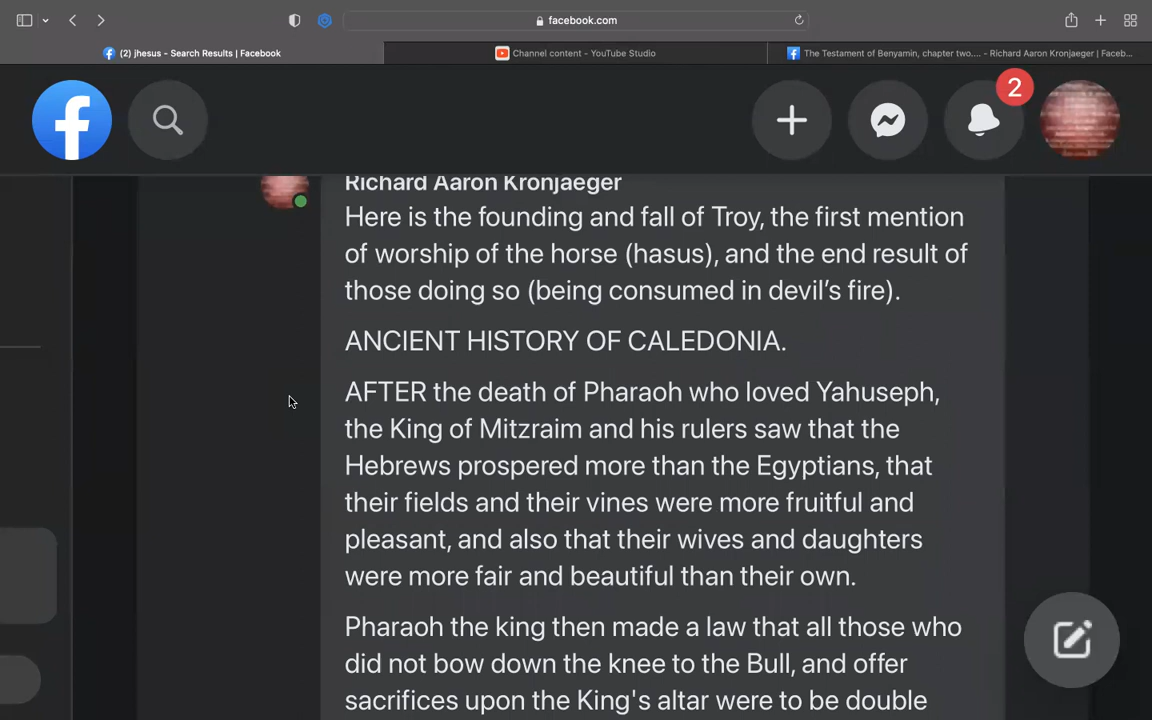 facebook.com
(2) jhesus - Search Results | Facebook
Channel content - YouTube Studio
The Testament of Benyamin, chapter two.... - Richard Aaron Kronjaeger | Faceb...
2
Richard Aaron Kronjaeger
Here is the founding and fall of Troy, the first mention
of worship of the horse (hasus), and the end result of
those doing so (being consumed in devil's fire).
ANCIENT HISTORY OF CALEDONIA.
AFTER the death of Pharaoh who loved Yahuseph,
the King of Mitzraim and his rulers saw that the
Hebrews prospered more than the Egyptians, that
their fields and their vines were more fruitful and
pleasant, and also that their wives and daughters
were more fair and beautiful than their own.
Pharaoh the king then made a law that all those who
did not bow down the knee to the Bull, and offer
sacrifices upon the King's altar were to be double